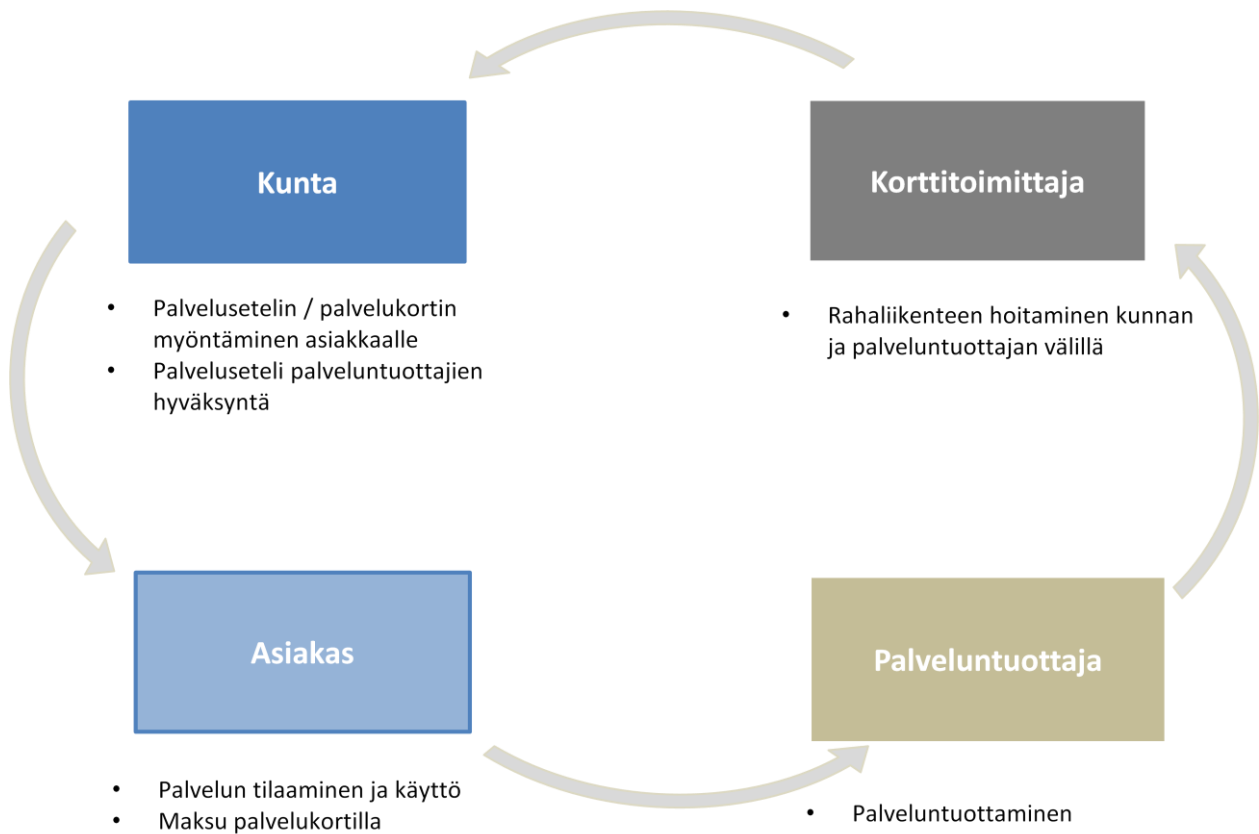 Kunta
• Palvelusetelin / palvelukortin
myöntäminen asiakkaalle
• Palveluseteli palveluntuottajien
hyväksyntä
Korttitoimittaja
• Rahaliikenteen hoitaminen kunnan
ja palveluntuottajan välillä
Asiakas
• Palvelun tilaaminen ja käyttö
• Maksu palvelukortilla
Palveluntuottaja
• Palveluntuottaminen